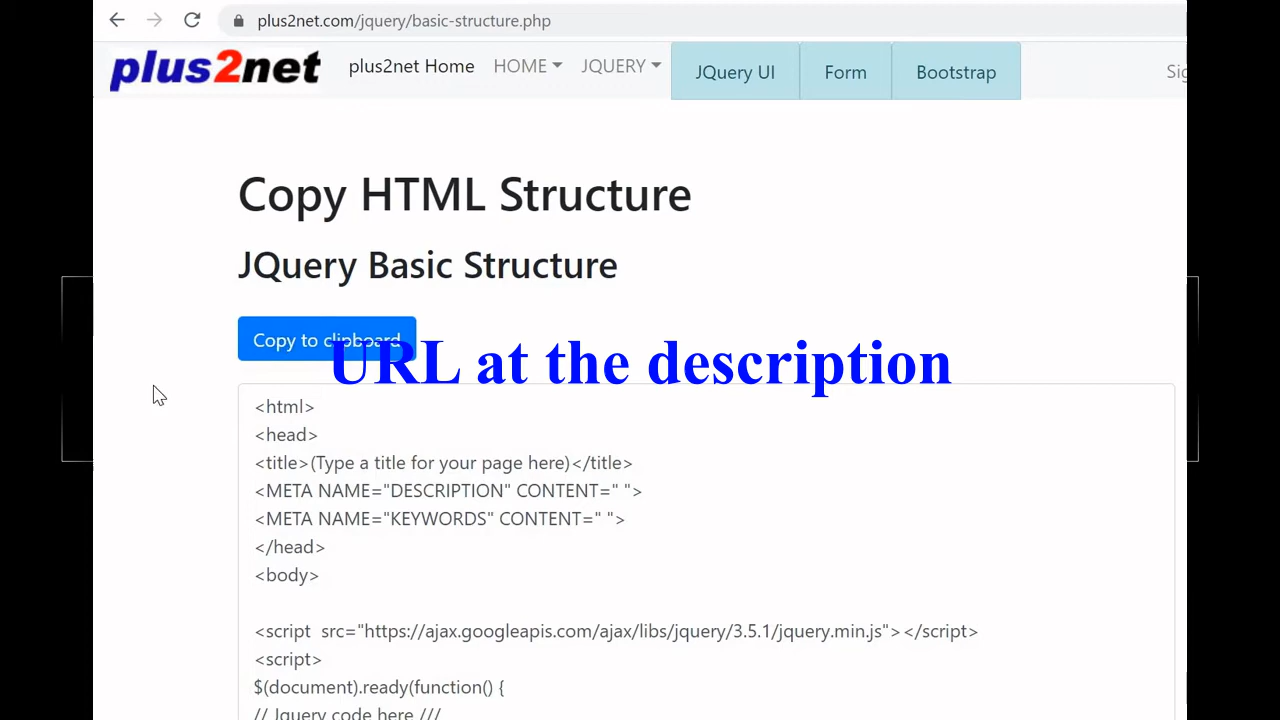 plus2net.com/jquery/basic-structure.php
plus2net plus2net Home HOME JQUERY JQuery UI Form Bootstrap
Copy HTML Structure
JQuery Basic Structure
Copy to clipboard
URL at the description
<html>
<head>
<title>(Type a title for your page here)</title>
<META NAME="DESCRIPTION" CONTENT=" ">
<META NAME="KEYWORDS" CONTENT=" ">
</head>
<body>
<script  src="https://ajax.googleapis.com/ajax/libs/jquery/3.5.1/jquery.min.js"></script>
<script>
$(document).ready(function() {
// Jquery code here ///